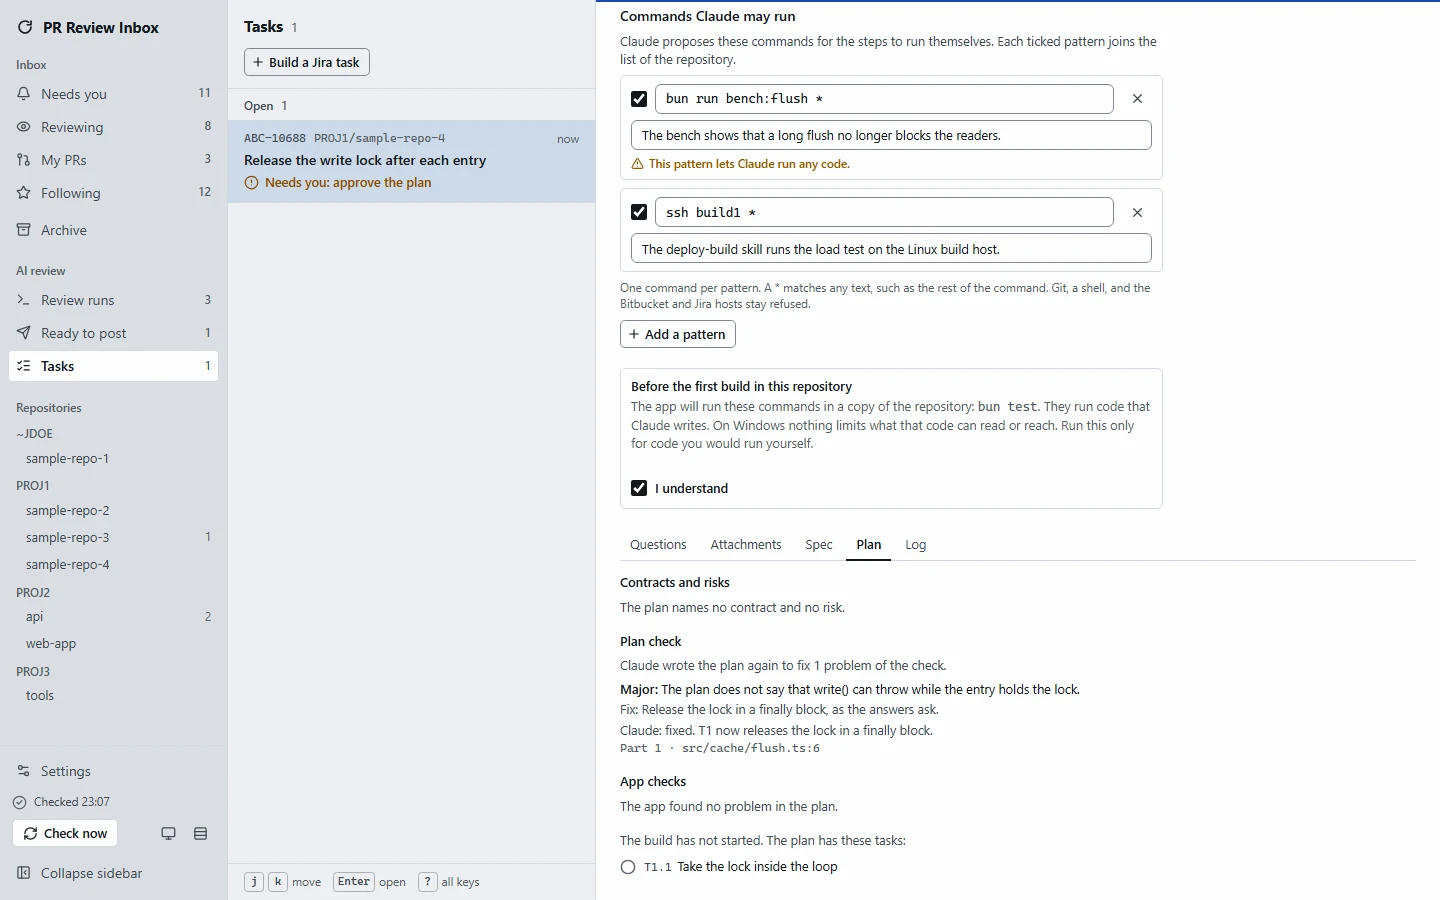 PR Review Inbox
Inbox
Needs you 11
Reviewing 8
My PRs 3
Following 12
Archive
AI review
Review runs 3
Ready to post 1
Tasks 1
Repositories
~JDOE
sample-repo-1
PROJ1
sample-repo-2
sample-repo-3 1
sample-repo-4
PROJ2
api 2
web-app
PROJ3
tools
Settings
Checked 23:07
Check now
Collapse sidebar
Tasks 1
+ Build a Jira task
Open 1
ABC-10688 PROJ1/sample-repo-4 now
Release the write lock after each entry
Needs you: approve the plan
j k move Enter open ? all keys
Commands Claude may run
Claude proposes these commands for the steps to run themselves. Each ticked pattern joins the
list of the repository.
bun run bench:flush *
The bench shows that a long flush no longer blocks the readers.
This pattern lets Claude run any code.
ssh build1 *
The deploy-build skill runs the load test on the Linux build host.
One command per pattern. A * matches any text, such as the rest of the command. Git, a shell, and the
Bitbucket and Jira hosts stay refused.
+ Add a pattern
Before the first build in this repository
The app will run these commands in a copy of the repository: bun test. They run code that
Claude writes. On Windows nothing limits what that code can read or reach. Run this only
for code you would run yourself.
I understand
Questions Attachments Spec Plan Log
Contracts and risks
The plan names no contract and no risk.
Plan check
Claude wrote the plan again to fix 1 problem of the check.
Major: The plan does not say that write() can throw while the entry holds the lock.
Fix: Release the lock in a finally block, as the answers ask.
Claude: fixed. T1 now releases the lock in a finally block.
Part 1 · src/cache/flush.ts:6
App checks
The app found no problem in the plan.
The build has not started. The plan has these tasks:
T1.1 Take the lock inside the loop